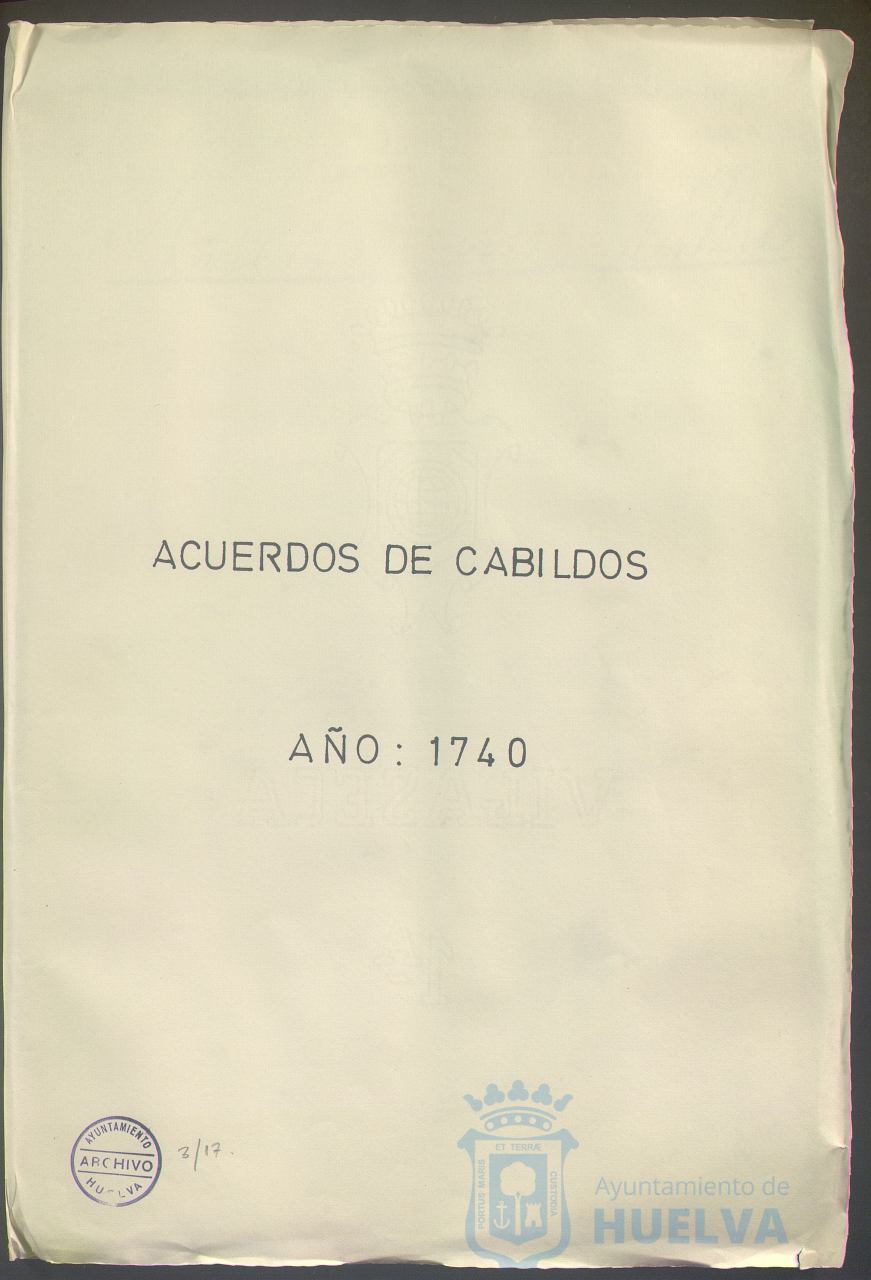 ACUERDOS DE CABILDOS
AÑO: 1740
AYUNTAMIENTO
ARCHIVO
HUELVA
3/17.
ET TERRÆ
PORTUS MARIS
CUSTODIA
Ayuntamiento de
HUELVA